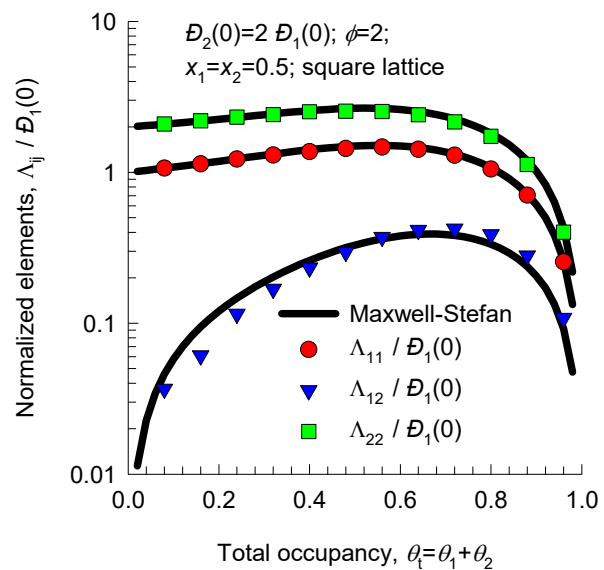 Đ₂(0)=2 Đ₁(0); ϕ=2;
x₁=x₂=0.5; square lattice
Normalized elements, Λᵢⱼ / Đ₁(0)
10
1
0.1
0.01
Maxwell-Stefan
Λ₁₁ / Đ₁(0)
Λ₁₂ / Đ₁(0)
Λ₂₂ / Đ₁(0)
0.0 0.2 0.4 0.6 0.8 1.0
Total occupancy, θₜ=θ₁+θ₂